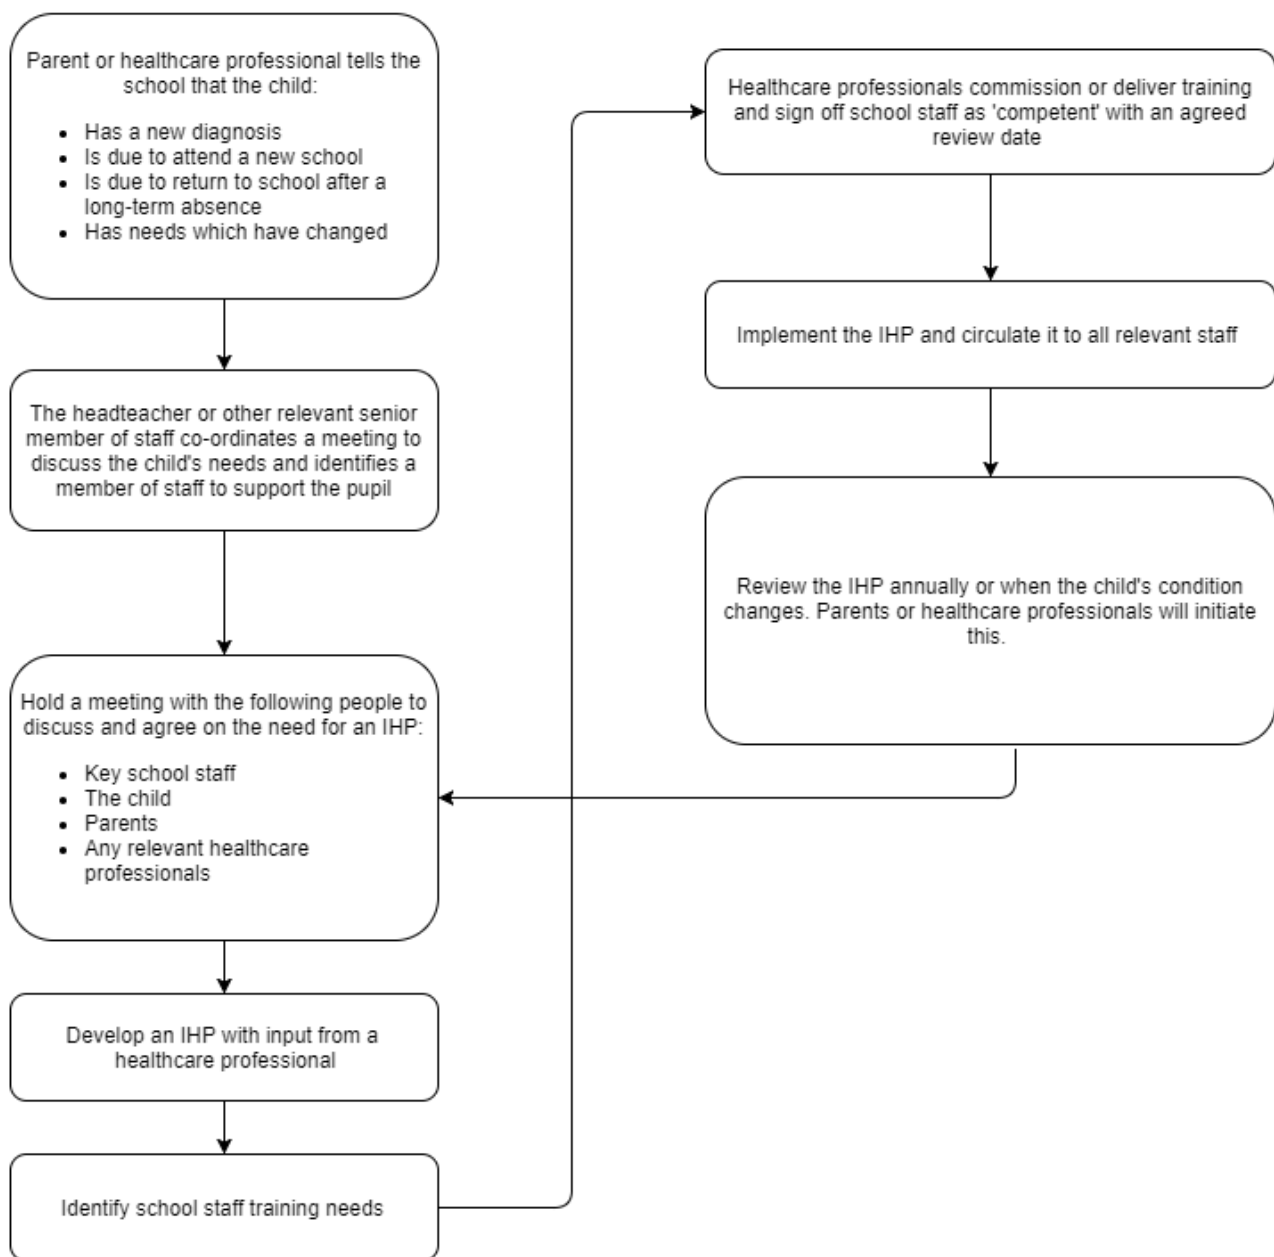 Parent or healthcare professional tells the
school that the child:
• Has a new diagnosis
• Is due to attend a new school
• Is due to return to school after a
long-term absence
• Has needs which have changed
The headteacher or other relevant senior
member of staff co-ordinates a meeting to
discuss the child's needs and identifies a
member of staff to support the pupil
Hold a meeting with the following people to
discuss and agree on the need for an IHP:
• Key school staff
• The child
• Parents
• Any relevant healthcare
professionals
Develop an IHP with input from a
healthcare professional
Identify school staff training needs
Healthcare professionals commission or deliver training
and sign off school staff as 'competent' with an agreed
review date
Implement the IHP and circulate it to all relevant staff
Review the IHP annually or when the child's condition
changes. Parents or healthcare professionals will initiate
this.